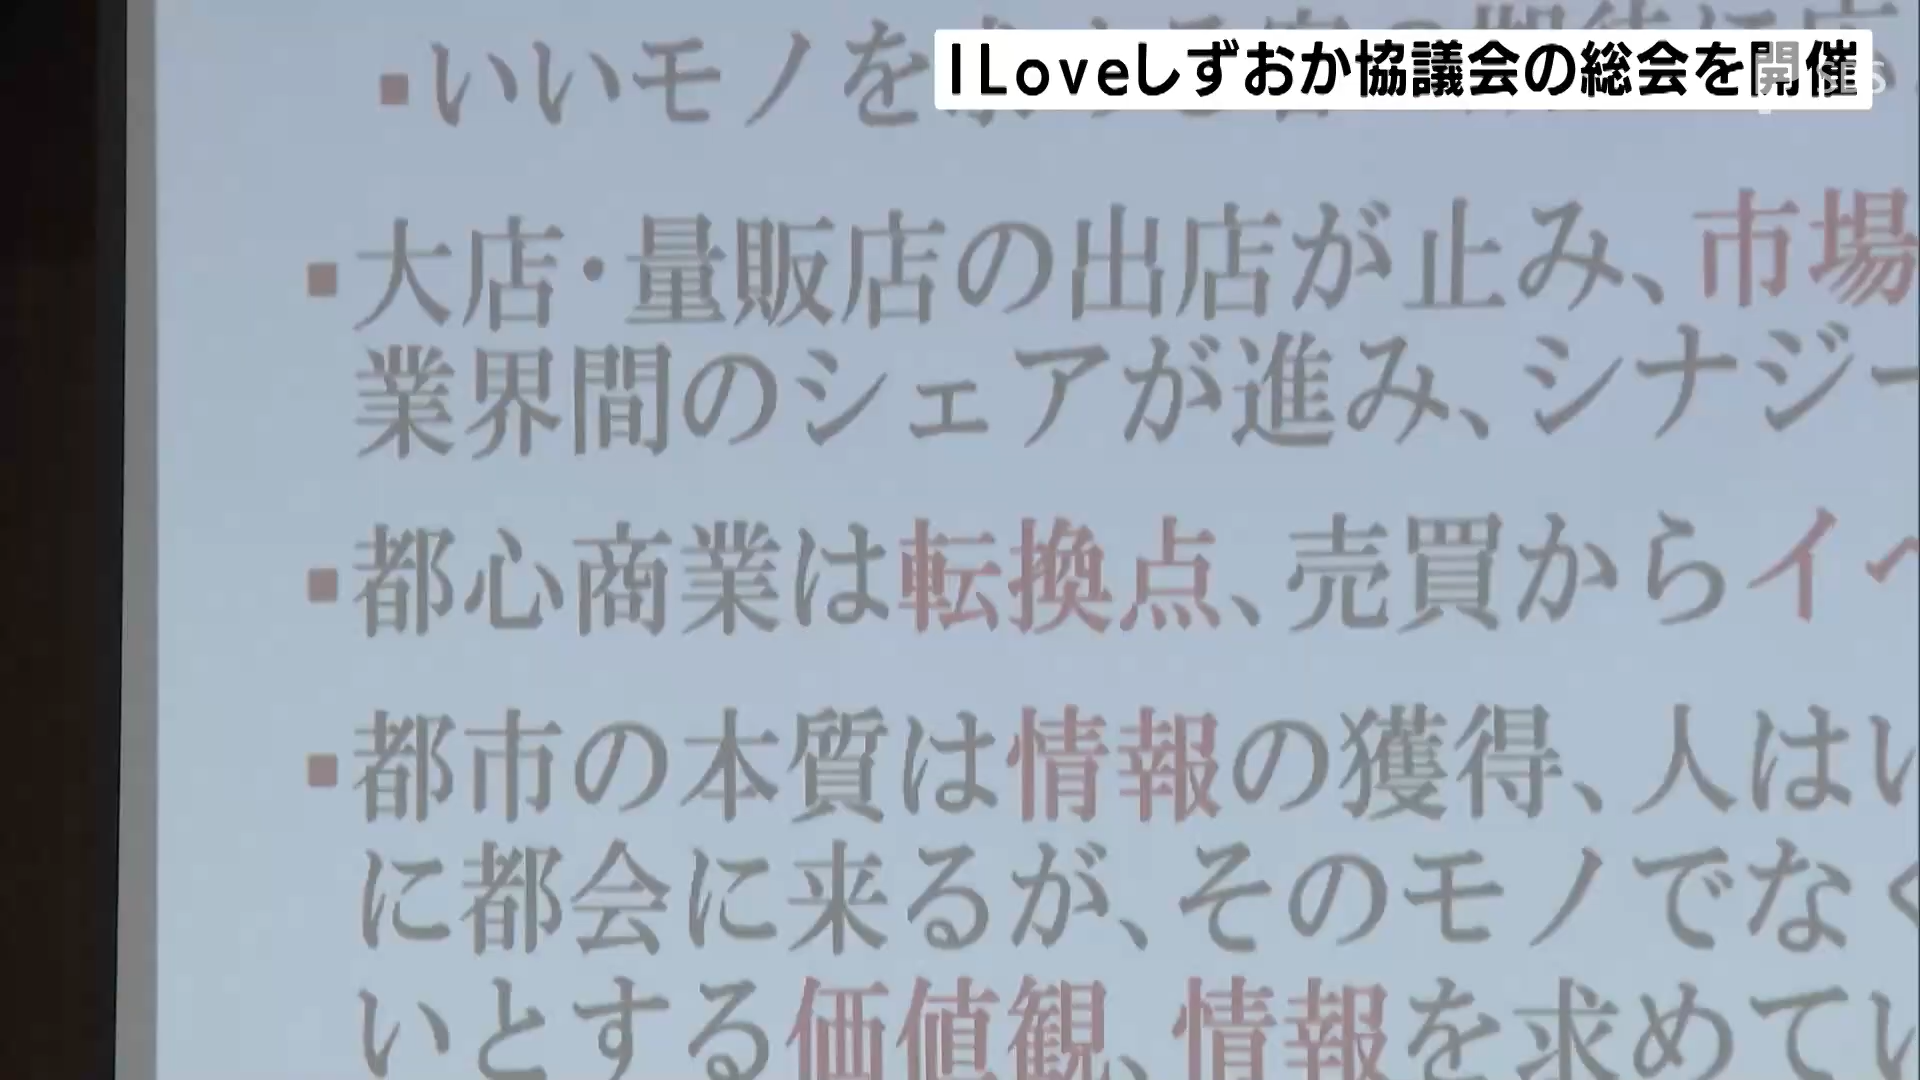 I Loveしずおか協議会の総会を開催
SBS
▪いいモノを
▪大店・量販店の出店が止み、市場
業界間のシェアが進み、シナジー
▪都心商業は転換点、売買からイベ
▪都市の本質は情報の獲得、人はい
に都会に来るが、そのモノでなく
いとする価値観、情報を求めてい